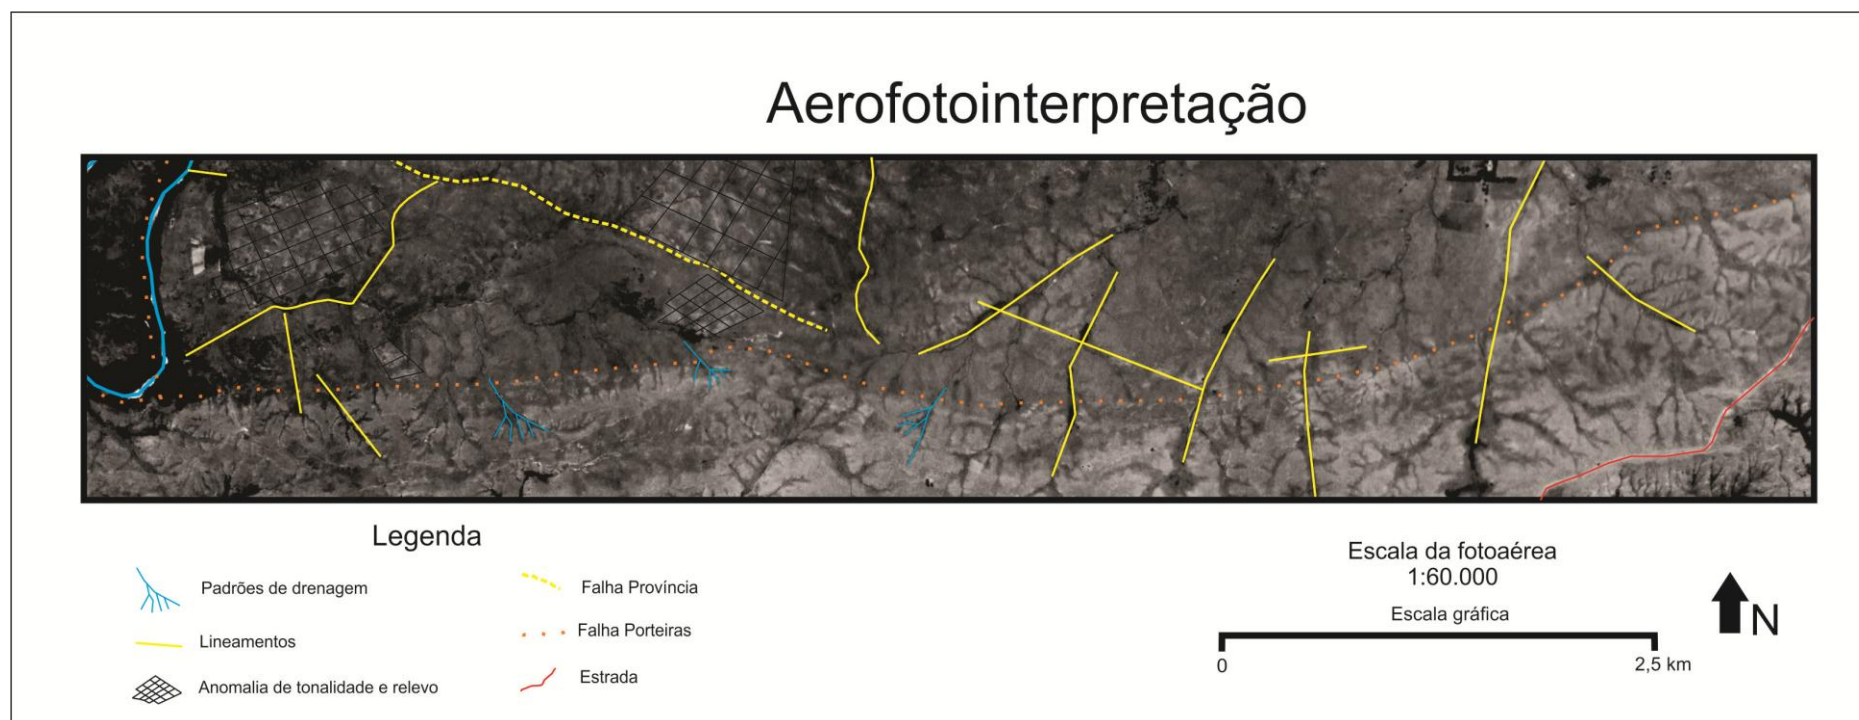 Aerofotointerpretação
Legenda
Padrões de drenagem
Lineamentos
Anomalia de tonalidade e relevo
Falha Província
Falha Porteiras
Estrada
Escala da fotoaérea
1:60.000
Escala gráfica
0
2,5 km
N